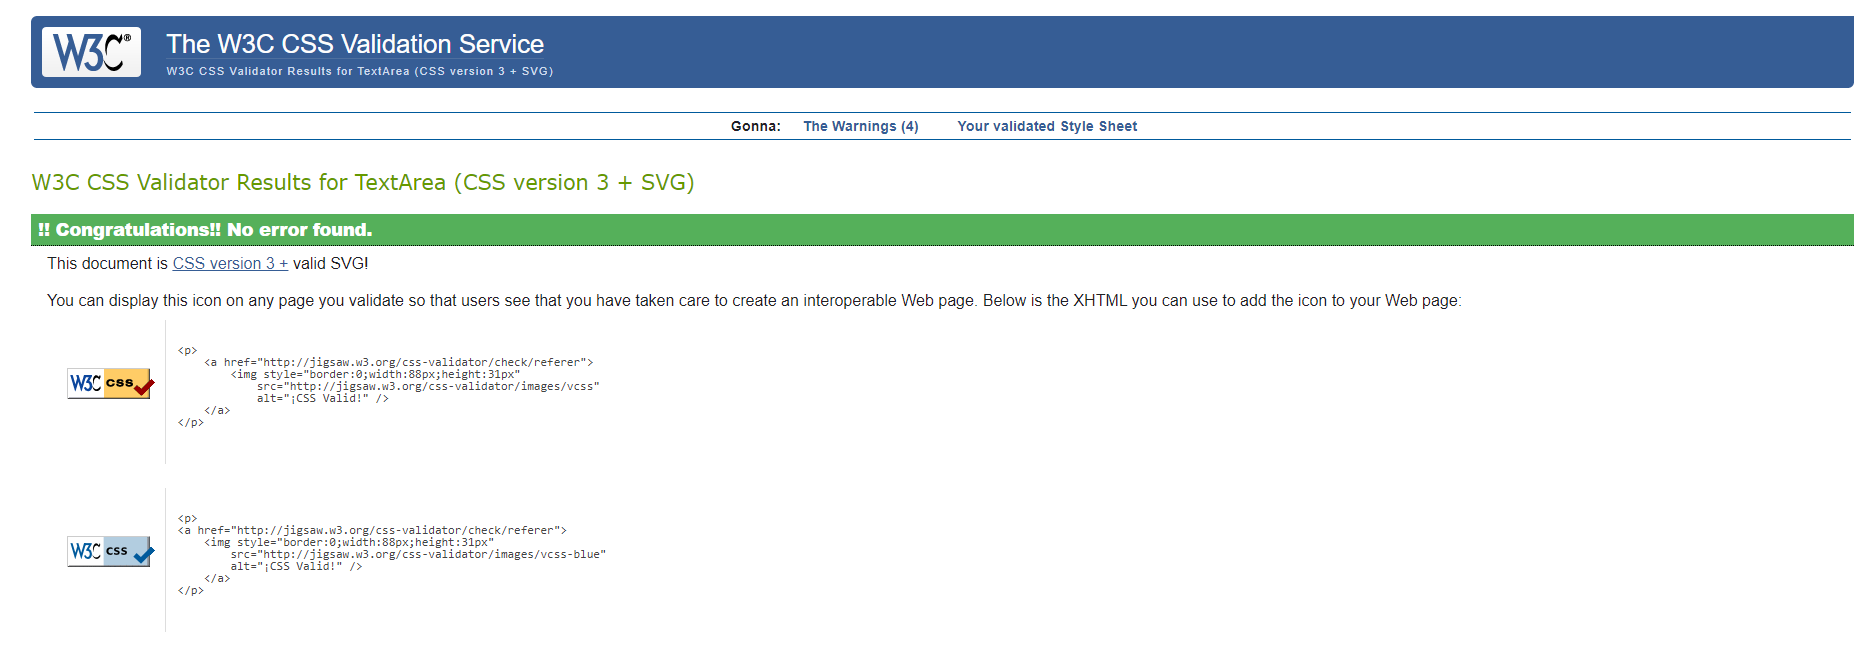 W3C® The W3C CSS Validation Service
W3C CSS Validator Results for TextArea (CSS version 3 + SVG)
Gonna: The Warnings (4) Your validated Style Sheet
W3C CSS Validator Results for TextArea (CSS version 3 + SVG)
!! Congratulations!! No error found.
This document is CSS version 3 + valid SVG!
You can display this icon on any page you validate so that users see that you have taken care to create an interoperable Web page. Below is the XHTML you can use to add the icon to your Web page:
W3C CSS
<p>
<a href="http://jigsaw.w3.org/css-validator/check/referer">
<img style="border:0;width:88px;height:31px"
src="http://jigsaw.w3.org/css-validator/images/vcss"
alt="¡CSS Valid!" />
</a>
</p>
W3C CSS
<p>
<a href="http://jigsaw.w3.org/css-validator/check/referer">
<img style="border:0;width:88px;height:31px"
src="http://jigsaw.w3.org/css-validator/images/vcss-blue"
alt="¡CSS Valid!" />
</a>
</p>